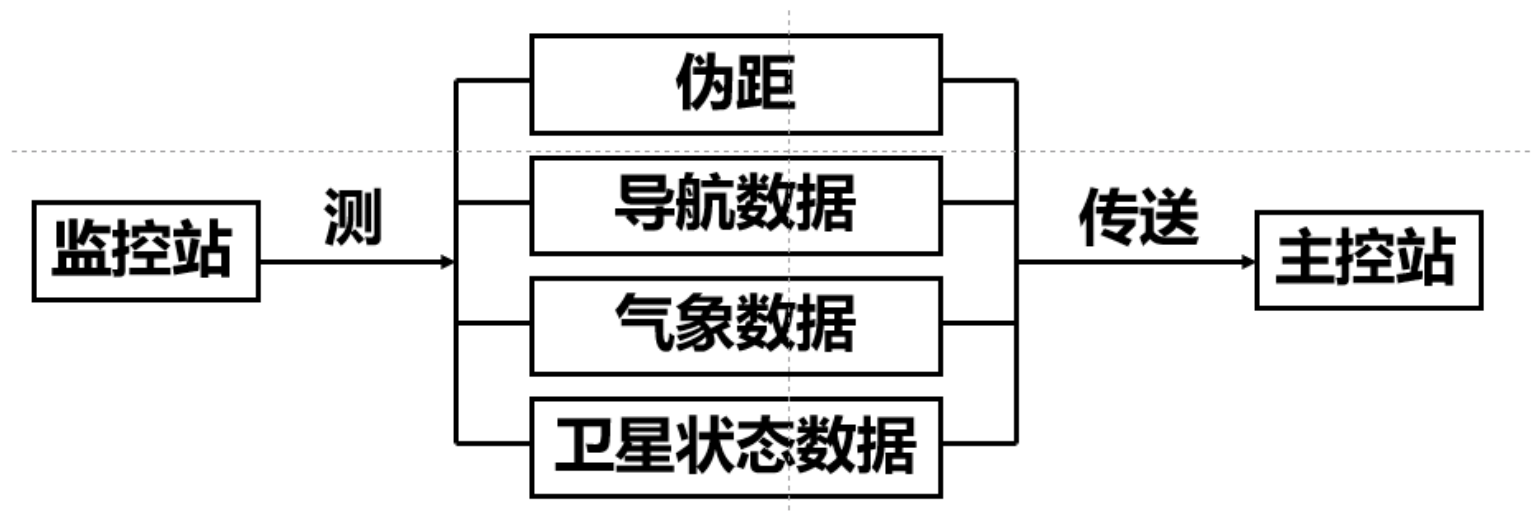 监控站
测
伪距
导航数据
气象数据
卫星状态数据
传送
主控站